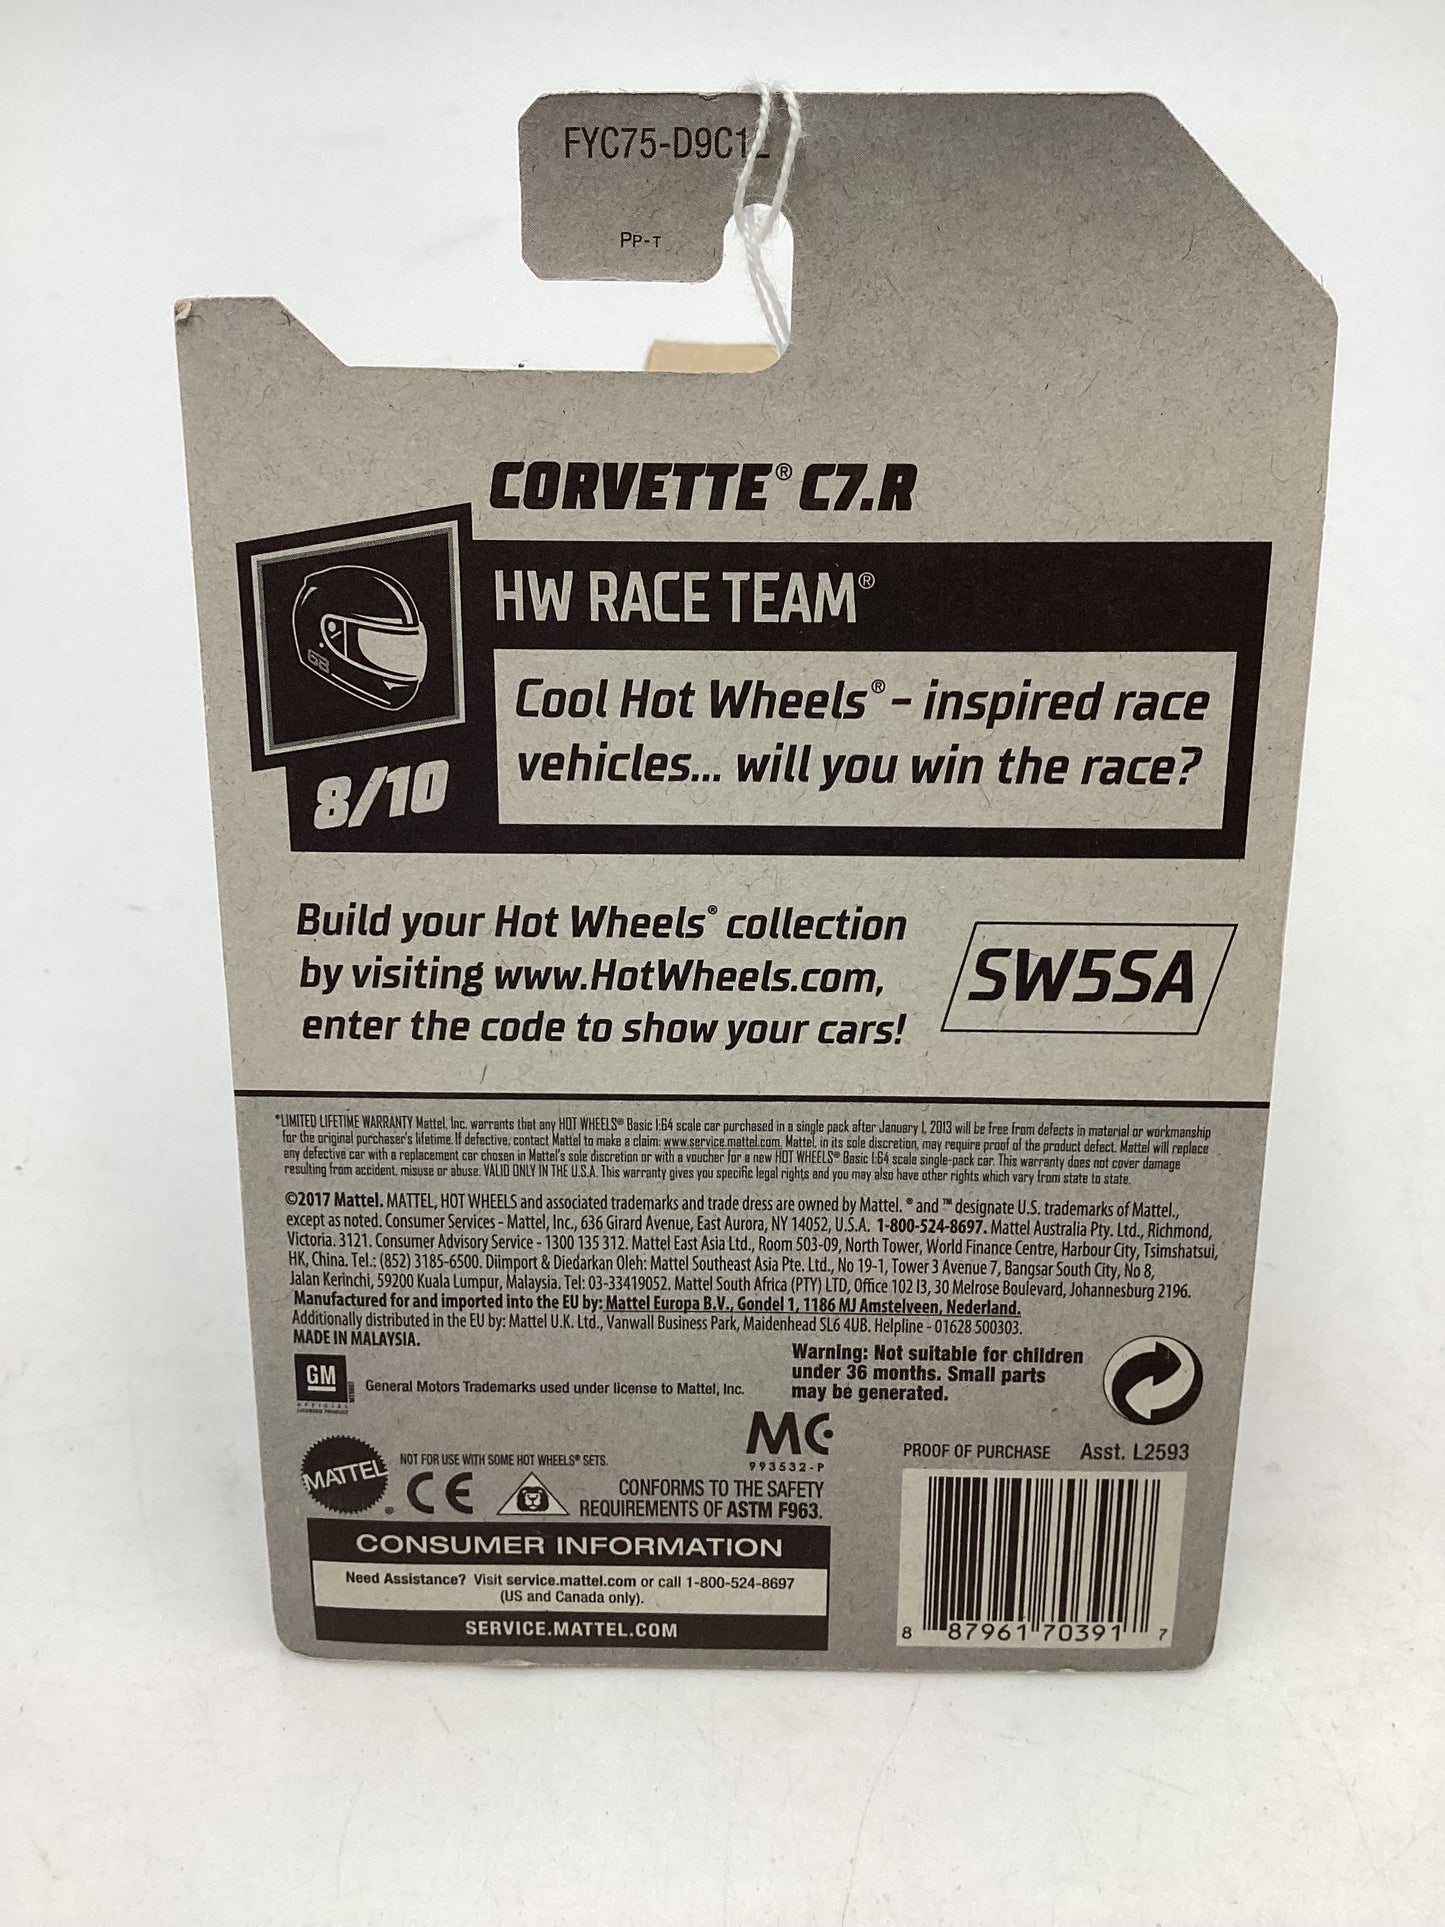 FYC75-D9C1
PP-T
CORVETTE® C7.R
HW RACE TEAM®
68
Cool Hot Wheels® – inspired race
vehicles... will you win the race?
8/10
Build your Hot Wheels® collection
by visiting www.HotWheels.com,
enter the code to show your cars!
SW5SA
*LIMITED LIFETIME WARRANTY Mattel, Inc. warrants that any HOT WHEELS® Basic 1:64 scale car purchased in a single pack after January 1, 2013 will be free from defects in material or workmanship
for the original purchaser's lifetime. If defective, contact Mattel to make a claim: www.service.mattel.com. Mattel, in its sole discretion, may require proof of the product defect. Mattel will replace
any defective car with a replacement car chosen in Mattel's sole discretion or with a voucher for a new HOT WHEELS® Basic 1:64 scale single-pack car. This warranty does not cover damage
resulting from accident, misuse or abuse. VALID ONLY IN THE U.S.A. This warranty gives you specific legal rights and you may also have other rights which vary from state to state.
©2017 Mattel. MATTEL, HOT WHEELS and associated trademarks and trade dress are owned by Mattel. ® and ™ designate U.S. trademarks of Mattel.,
except as noted. Consumer Services - Mattel, Inc., 636 Girard Avenue, East Aurora, NY 14052, U.S.A. 1-800-524-8697. Mattel Australia Pty. Ltd., Richmond,
Victoria. 3121. Consumer Advisory Service - 1300 135 312. Mattel East Asia Ltd., Room 503-09, North Tower, World Finance Centre, Harbour City, Tsimshatsui,
HK, China. Tel.: (852) 3185-6500. Diimport & Diedarkan Oleh: Mattel Southeast Asia Pte. Ltd., No 19-1, Tower 3 Avenue 7, Bangsar South City, No 8,
Jalan Kerinchi, 59200 Kuala Lumpur, Malaysia. Tel: 03-33419052. Mattel South Africa (PTY) LTD, Office 102 I3, 30 Melrose Boulevard, Johannesburg 2196.
Manufactured for and imported into the EU by: Mattel Europa B.V., Gondel 1, 1186 MJ Amstelveen, Nederland.
Additionally distributed in the EU by: Mattel U.K. Ltd., Vanwall Business Park, Maidenhead SL6 4UB. Helpline - 01628 500303.
MADE IN MALAYSIA.
GM
OFFICIAL
LICENSED PRODUCT
General Motors Trademarks used under license to Mattel, Inc.
Warning: Not suitable for children
under 36 months. Small parts
may be generated.
MC
993532-P
MATTEL®
NOT FOR USE WITH SOME HOT WHEELS® SETS.
CE
CONFORMS TO THE SAFETY
REQUIREMENTS OF ASTM F963.
PROOF OF PURCHASE Asst. L2593
CONSUMER INFORMATION
Need Assistance? Visit service.mattel.com or call 1-800-524-8697
(US and Canada only).
SERVICE.MATTEL.COM
8 87961 70391 7